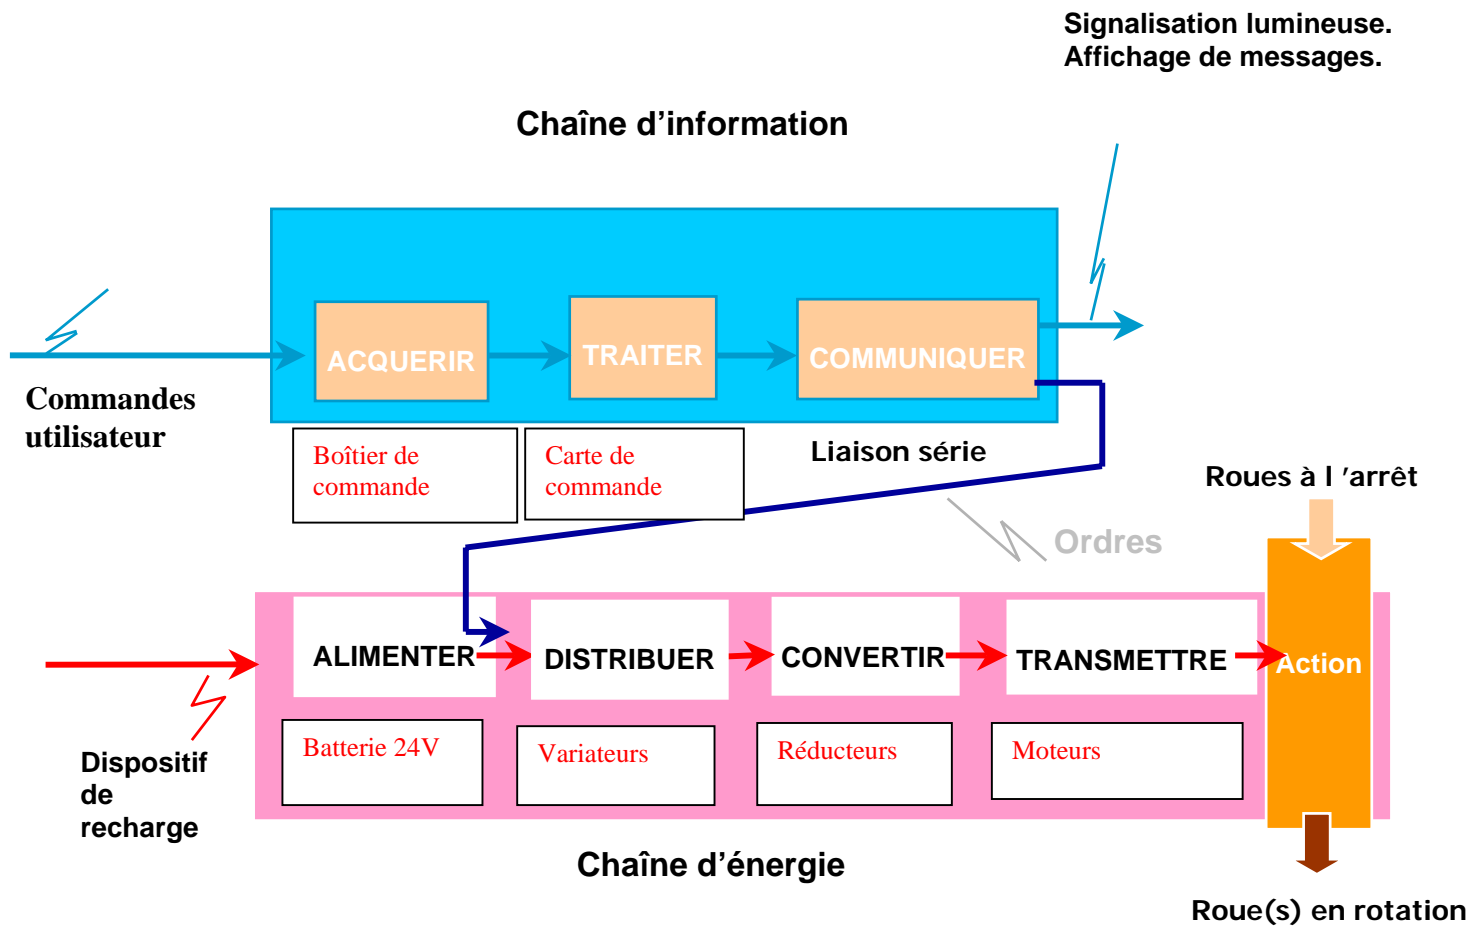 Signalisation lumineuse.
Affichage de messages.
Chaîne d’information
ACQUERIR
TRAITER
COMMUNIQUER
Commandes
utilisateur
Boîtier de
commande
Carte de
commande
Liaison série
Roues à l ’arrêt
Ordres
ALIMENTER
DISTRIBUER
CONVERTIR
TRANSMETTRE
Action
Batterie 24V
Variateurs
Réducteurs
Moteurs
Dispositif
de
recharge
Chaîne d’énergie
Roue(s) en rotation